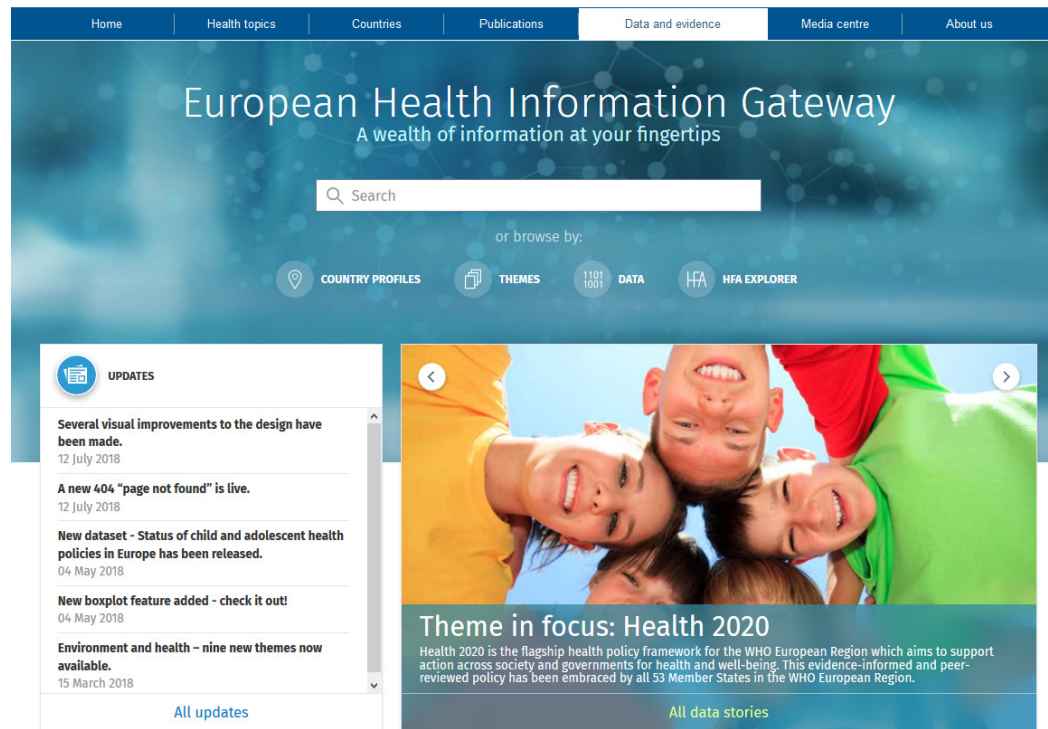 Home Health topics Countries Publications Data and evidence Media centre About us
European Health Information Gateway
A wealth of information at your fingertips
Search
or browse by:
COUNTRY PROFILES THEMES 1101 1001 DATA HFA HFA EXPLORER
UPDATES
Several visual improvements to the design have
been made.
12 July 2018
A new 404 “page not found” is live.
12 July 2018
New dataset - Status of child and adolescent health
policies in Europe has been released.
04 May 2018
New boxplot feature added - check it out!
04 May 2018
Environment and health – nine new themes now
available.
15 March 2018
All updates
Theme in focus: Health 2020
Health 2020 is the flagship health policy framework for the WHO European Region which aims to support
action across society and governments for health and well-being. This evidence-informed and peer-
reviewed policy has been embraced by all 53 Member States in the WHO European Region.
All data stories